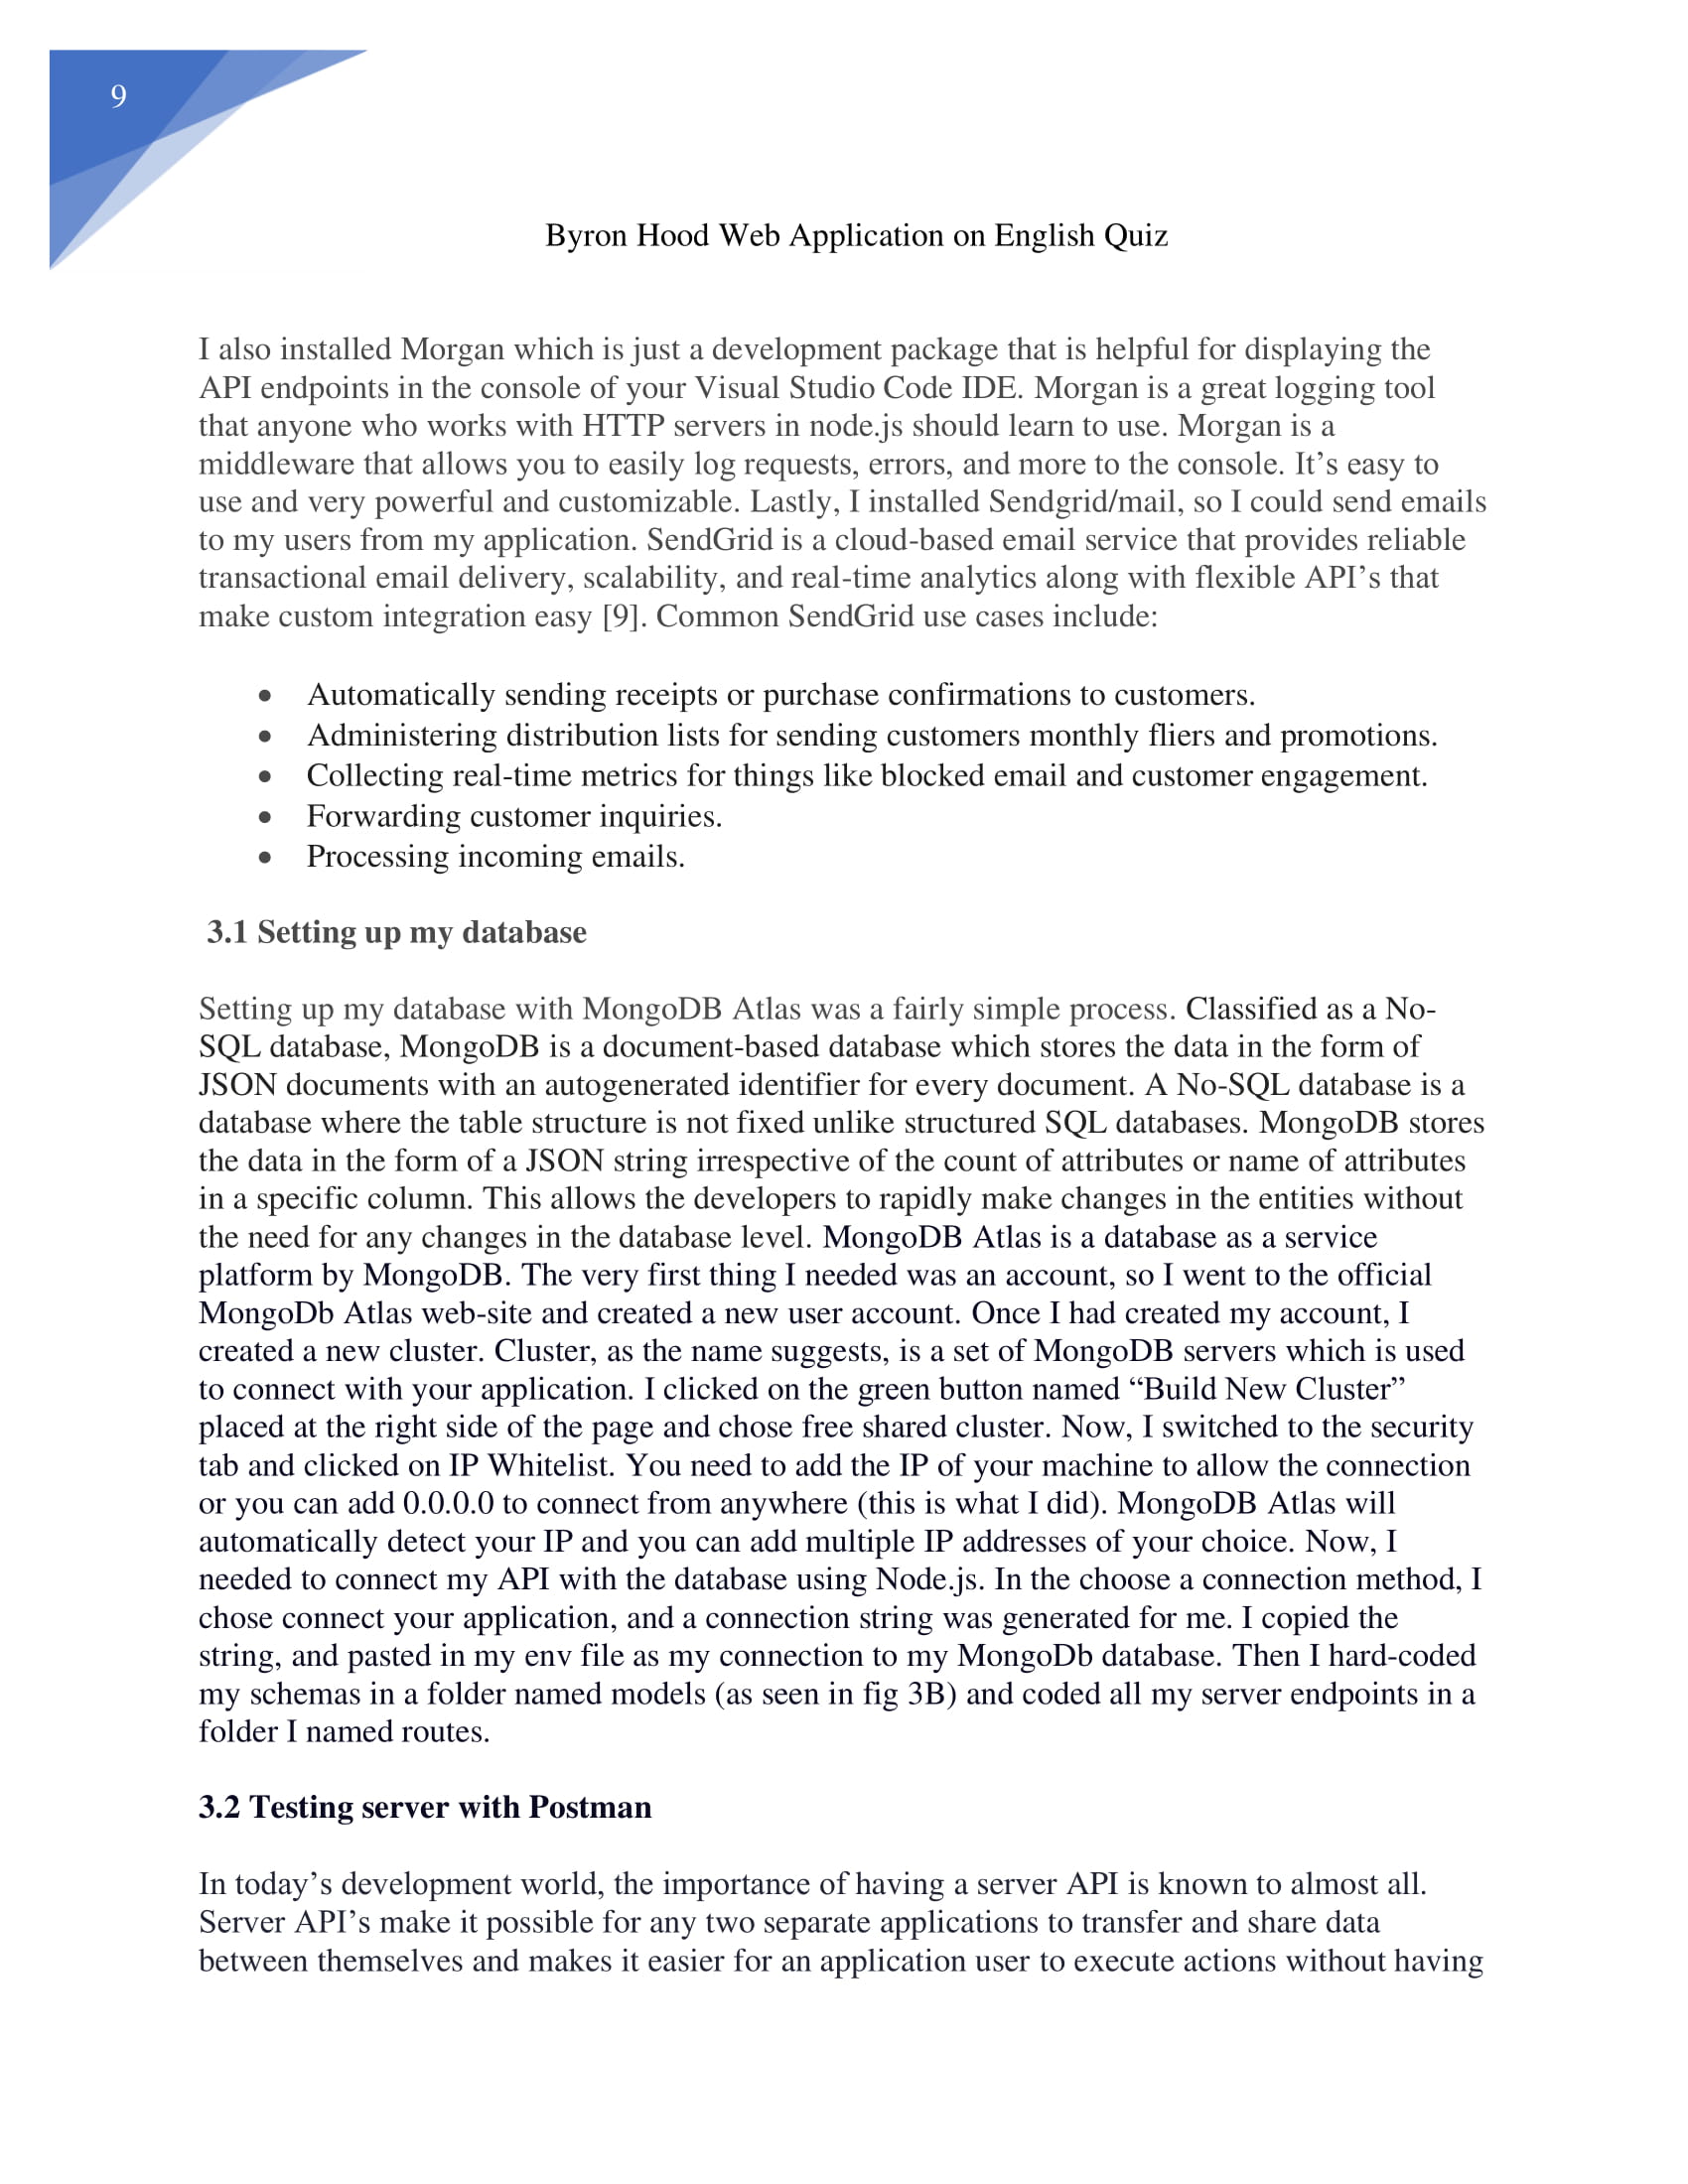 9
Byron Hood Web Application on English Quiz
I also installed Morgan which is just a development package that is helpful for displaying the
API endpoints in the console of your Visual Studio Code IDE. Morgan is a great logging tool
that anyone who works with HTTP servers in node.js should learn to use. Morgan is a
middleware that allows you to easily log requests, errors, and more to the console. It’s easy to
use and very powerful and customizable. Lastly, I installed Sendgrid/mail, so I could send emails
to my users from my application. SendGrid is a cloud-based email service that provides reliable
transactional email delivery, scalability, and real-time analytics along with flexible API’s that
make custom integration easy [9]. Common SendGrid use cases include:
• Automatically sending receipts or purchase confirmations to customers.
• Administering distribution lists for sending customers monthly fliers and promotions.
• Collecting real-time metrics for things like blocked email and customer engagement.
• Forwarding customer inquiries.
• Processing incoming emails.
3.1 Setting up my database
Setting up my database with MongoDB Atlas was a fairly simple process. Classified as a No-
SQL database, MongoDB is a document-based database which stores the data in the form of
JSON documents with an autogenerated identifier for every document. A No-SQL database is a
database where the table structure is not fixed unlike structured SQL databases. MongoDB stores
the data in the form of a JSON string irrespective of the count of attributes or name of attributes
in a specific column. This allows the developers to rapidly make changes in the entities without
the need for any changes in the database level. MongoDB Atlas is a database as a service
platform by MongoDB. The very first thing I needed was an account, so I went to the official
MongoDb Atlas web-site and created a new user account. Once I had created my account, I
created a new cluster. Cluster, as the name suggests, is a set of MongoDB servers which is used
to connect with your application. I clicked on the green button named “Build New Cluster”
placed at the right side of the page and chose free shared cluster. Now, I switched to the security
tab and clicked on IP Whitelist. You need to add the IP of your machine to allow the connection
or you can add 0.0.0.0 to connect from anywhere (this is what I did). MongoDB Atlas will
automatically detect your IP and you can add multiple IP addresses of your choice. Now, I
needed to connect my API with the database using Node.js. In the choose a connection method, I
chose connect your application, and a connection string was generated for me. I copied the
string, and pasted in my env file as my connection to my MongoDb database. Then I hard-coded
my schemas in a folder named models (as seen in fig 3B) and coded all my server endpoints in a
folder I named routes.
3.2 Testing server with Postman
In today’s development world, the importance of having a server API is known to almost all.
Server API’s make it possible for any two separate applications to transfer and share data
between themselves and makes it easier for an application user to execute actions without having